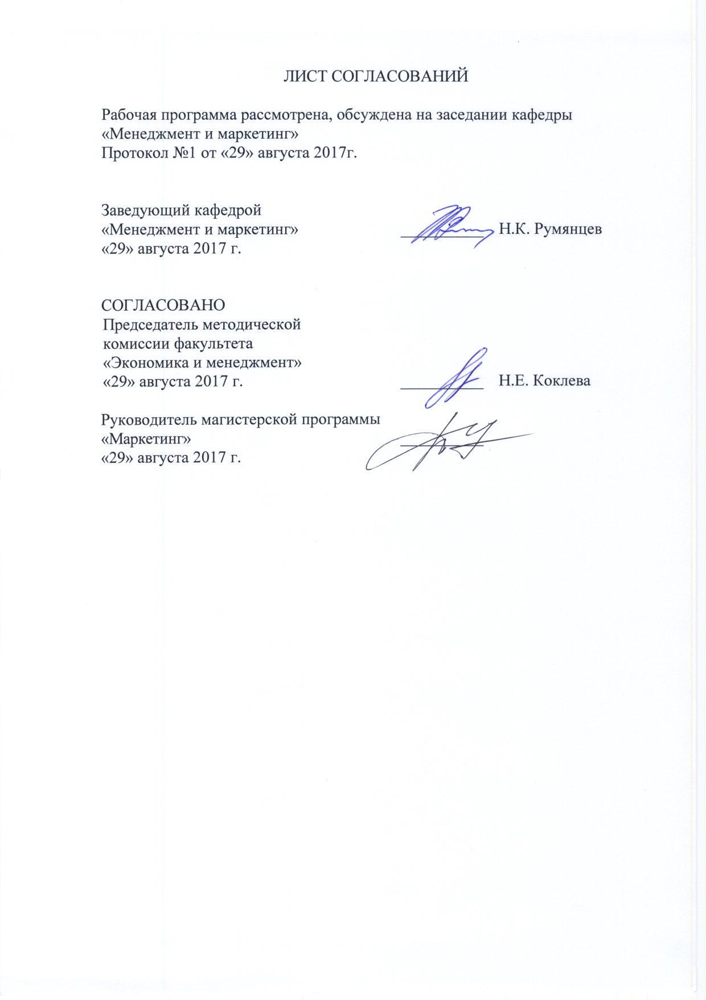 ЛИСТ СОГЛАСОВАНИЙ
Рабочая программа рассмотрена, обсуждена на заседании кафедры
«Менеджмент и маркетинг»
Протокол №1 от «29» августа 2017г.
Заведующий кафедрой
«Менеджмент и маркетинг» __________ Н.К. Румянцев
«29» августа 2017 г.
СОГЛАСОВАНО
Председатель методической
комиссии факультета
«Экономика и менеджмент»
«29» августа 2017 г. __________ Н.Е. Коклева
Руководитель магистерской программы
«Маркетинг» __________
«29» августа 2017 г.